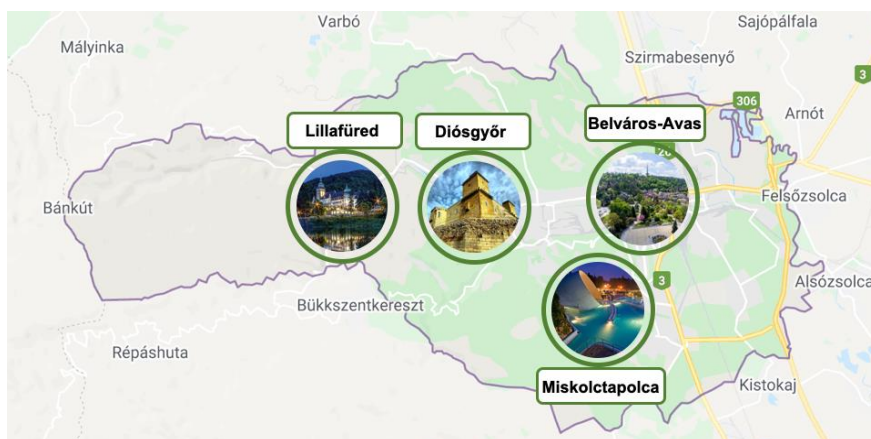 Varbó
Sajópálfala
Mályinka
Szirmabesenyő
3
306
Arnót
Lillafüred
Diósgyőr
Belváros-Avas
26
Felsőzsolca
Bánkút
3
Alsózsolca
Bükkszentkereszt
Répáshuta
Miskolctapolca
Kistokaj